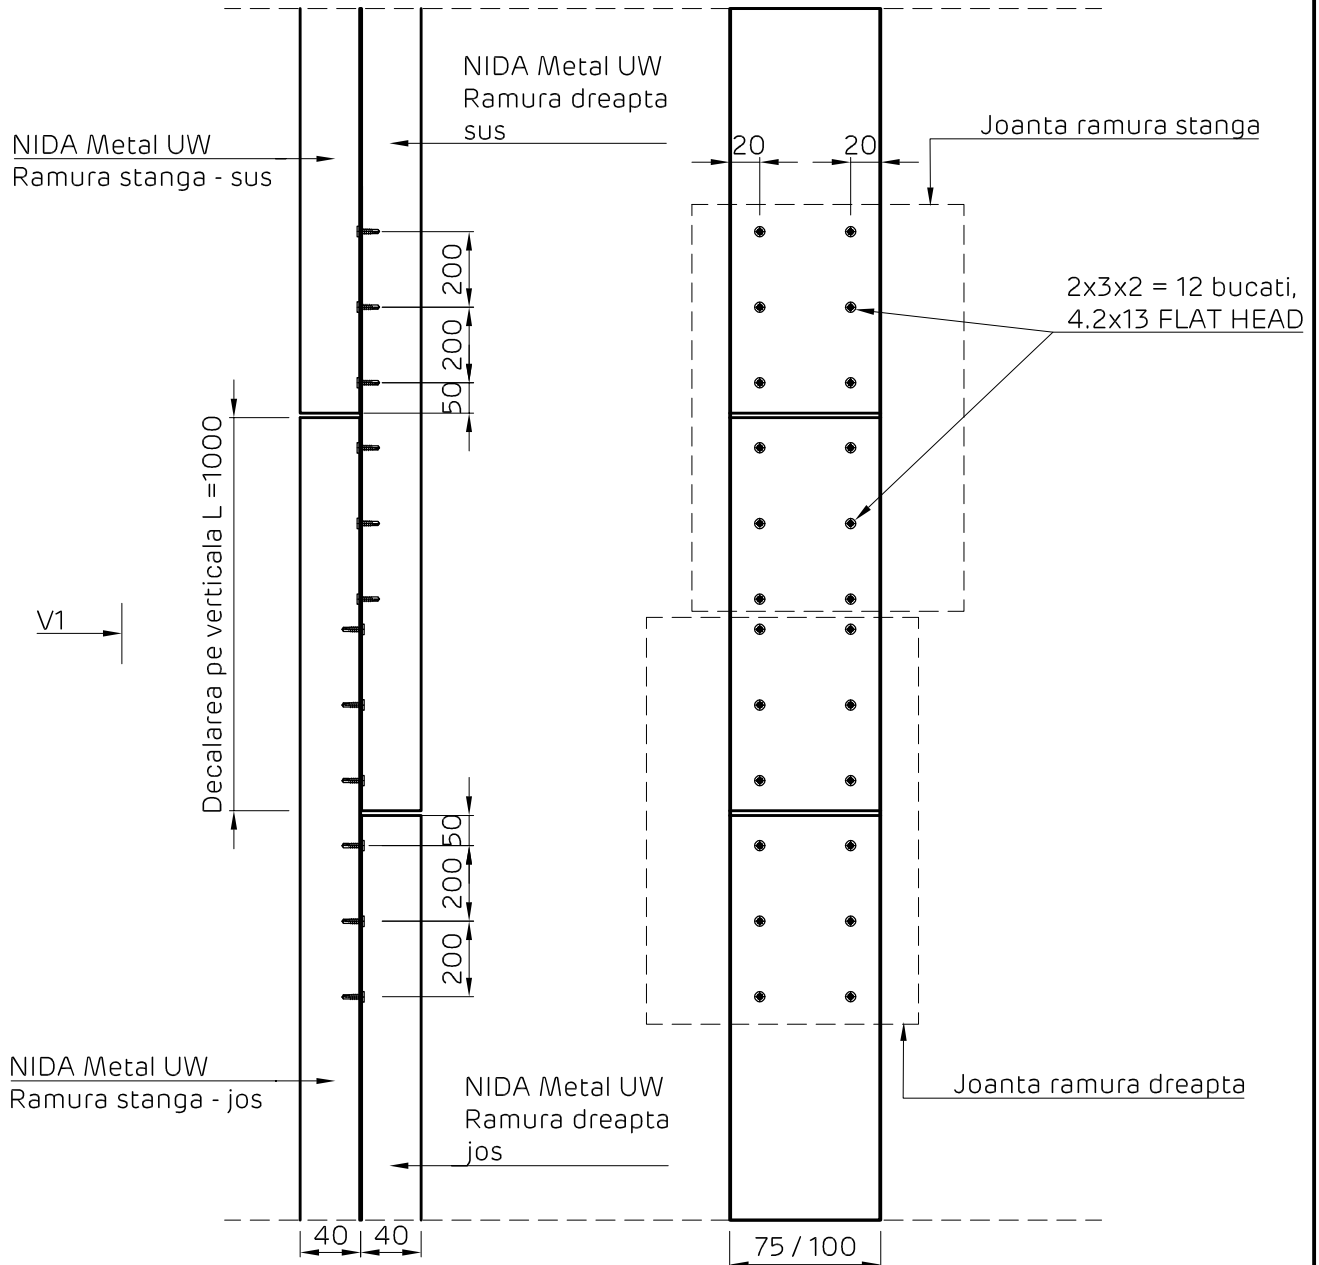 NIDA Metal UW
Ramura dreapta
sus
NIDA Metal UW
Ramura stanga - sus
Joanta ramura stanga
20
20
200
200
50
2x3x2 = 12 bucati,
4.2x13 FLAT HEAD
Decalarea pe verticala L =1000
V1
50
200
200
NIDA Metal UW
Ramura stanga - jos
NIDA Metal UW
Ramura dreapta
jos
Joanta ramura dreapta
40
40
75 / 100